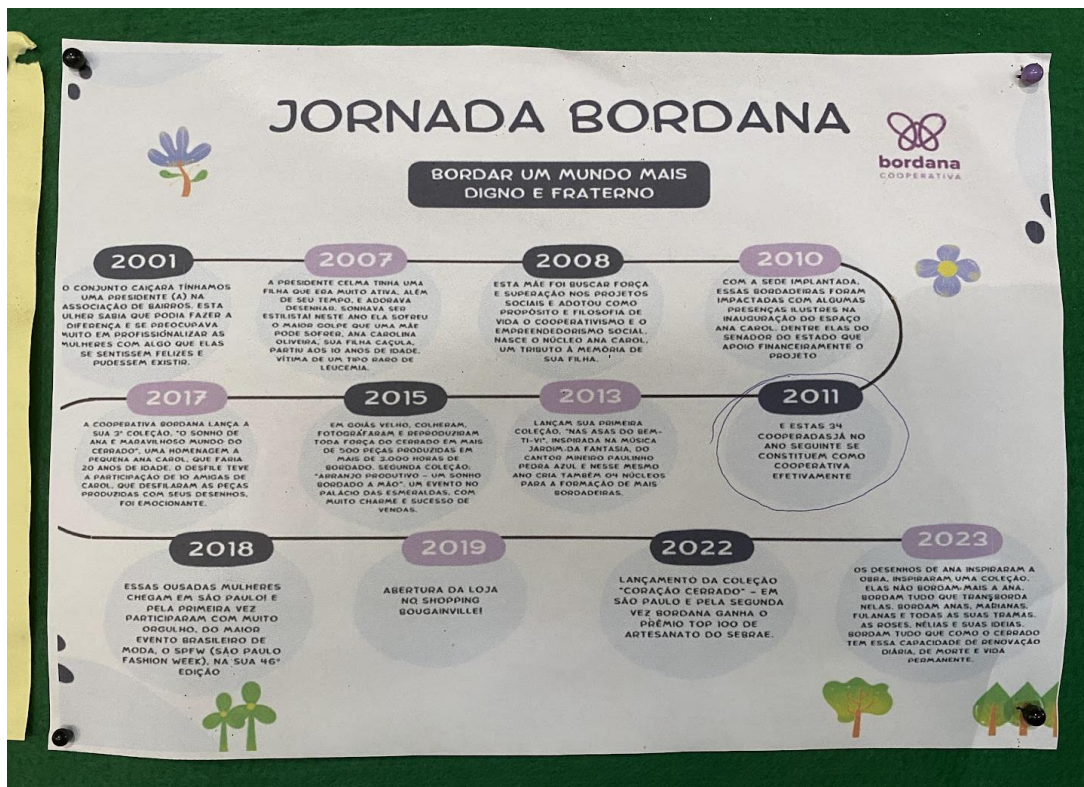 JORNADA BORDANA
bordana
COOPERATIVA
BORDAR UM MUNDO MAIS
DIGNO E FRATERNO
2001
O CONJUNTO CAIÇARA TÍNHAMOS
UMA PRESIDENTE (A) NA
ASSOCIAÇÃO DE BAIRROS. ESTA
ULHER SABIA QUE PODIA FAZER A
DIFERENÇA E SE PREOCUPAVA
MUITO EM PROFISSIONALIZAR AS
MULHERES COM ALGO QUE ELAS
SE SENTISSEM FELIZES E
PUDESSEM EXISTIR.
2007
A PRESIDENTE CELMA TINHA UMA
FILHA QUE ERA MUITO ATIVA, ALÉM
DE SEU TEMPO, E ADORAVA
DESENHAR. SONHAVA SER
ESTILISTA! NESTE ANO ELA SOFREU
O MAIOR GOLPE QUE UMA MÃE
PODE SOFRER, ANA CAROLINA
OLIVEIRA, SUA FILHA CAÇULA,
PARTIU AOS 10 ANOS DE IDADE,
VÍTIMA DE UM TIPO RARO DE
LEUCEMIA.
2008
ESTA MÃE FOI BUSCAR FORÇA
E SUPERAÇÃO NOS PROJETOS
SOCIAIS E ADOTOU COMO
PROPÓSITO E FILOSOFIA DE
VIDA O COOPERATIVISMO E O
EMPREENDEDORISMO SOCIAL.
NASCE O NÚCLEO ANA CAROL,
UM TRIBUTO À MEMÓRIA DE
SUA FILHA.
2010
COM A SEDE IMPLANTADA,
ESSAS BORDADEIRAS FORAM
IMPACTADAS COM ALGUMAS
PRESENÇAS ILUSTRES NA
INAUGURAÇÃO DO ESPAÇO
ANA CAROL. DENTRE ELAS DO
SENADOR DO ESTADO QUE
APOIO FINANCEIRAMENTE O
PROJETO
2011
E ESTAS 34
COOPERADASJÁ NO
ANO SEGUINTE SE
CONSTITUEM COMO
COOPERATIVA
EFETIVAMENTE
2013
LANÇAM SUA PRIMEIRA
COLEÇÃO, "NAS ASAS DO BEM-
TI-VI", INSPIRADA NA MÚSICA
JARDIM-DA FANTASIA, DO
CANTOR MINEIRO PAULINHO
PEDRA AZUL E NESSE MESMO
ANO CRIA TAMBÉM 04 NÚCLEOS
PARA A FORMAÇÃO DE MAIS
BORDADEIRAS.
2015
EM GOIÁS VELHO, COLHERAM,
FOTOGRAFARAM E REPRODUZIRAM
TODA FORÇA DO CERRADO EM MAIS
DE 500 PEÇAS PRODUZIDAS EM
MAIS DE 3.000 HORAS DE
BORDADO. SEGUNDA COLEÇÃO:
"ARRANJO PRODUTIVO - UM SONHO
BORDADO À MÃO". UM EVENTO NO
PALÁCIO DAS ESMERALDAS, COM
MUITO CHARME E SUCESSO DE
VENDAS.
2017
A COOPERATIVA BORDANA LANÇA A
SUA 3ª COLEÇÃO, "O SONHO DE
ANA E MARAVILHOSO MUNDO DO
CERRADO", UMA HOMENAGEM A
PEQUENA ANA CAROL, QUE FARIA
20 ANOS DE IDADE. O DESFILE TEVE
A PARTICIPAÇÃO DE 10 AMIGAS DE
CAROL, QUE DESFILARAM AS PEÇAS
PRODUZIDAS COM SEUS DESENHOS,
FOI EMOCIONANTE.
2018
ESSAS OUSADAS MULHERES
CHEGAM EM SÃO PAULO! E
PELA PRIMEIRA VEZ
PARTICIPARAM COM MUITO
ORGULHO, DO MAIOR
EVENTO BRASILEIRO DE
MODA, O SPFW (SÃO PAULO
FASHION WEEK), NA SUA 46ª
EDIÇÃO
2019
ABERTURA DA LOJA
NO SHOPPING
BOUGAINVILLE!
2022
LANÇAMENTO DA COLEÇÃO
"CORAÇÃO CERRADO" - EM
SÃO PAULO E PELA SEGUNDA
VEZ BORDANA GANHA O
PRÊMIO TOP 100 DE
ARTESANATO DO SEBRAE.
2023
OS DESENHOS DE ANA INSPIRARAM A
OBRA, INSPIRARAM UMA COLEÇÃO.
ELAS NÃO BORDAM MAIS A ANA.
BORDAM TUDO QUE TRANSBORDA
NELAS. BORDAM ANAS, MARIANAS,
FULANAS E TODAS AS SUAS TRAMAS.
AS ROSES, NÉLIAS E SUAS IDEIAS.
BORDAM TUDO QUE COMO O CERRADO
TEM ESSA CAPACIDADE DE RENOVAÇÃO
DIÁRIA, DE MORTE E VIDA
PERMANENTE.